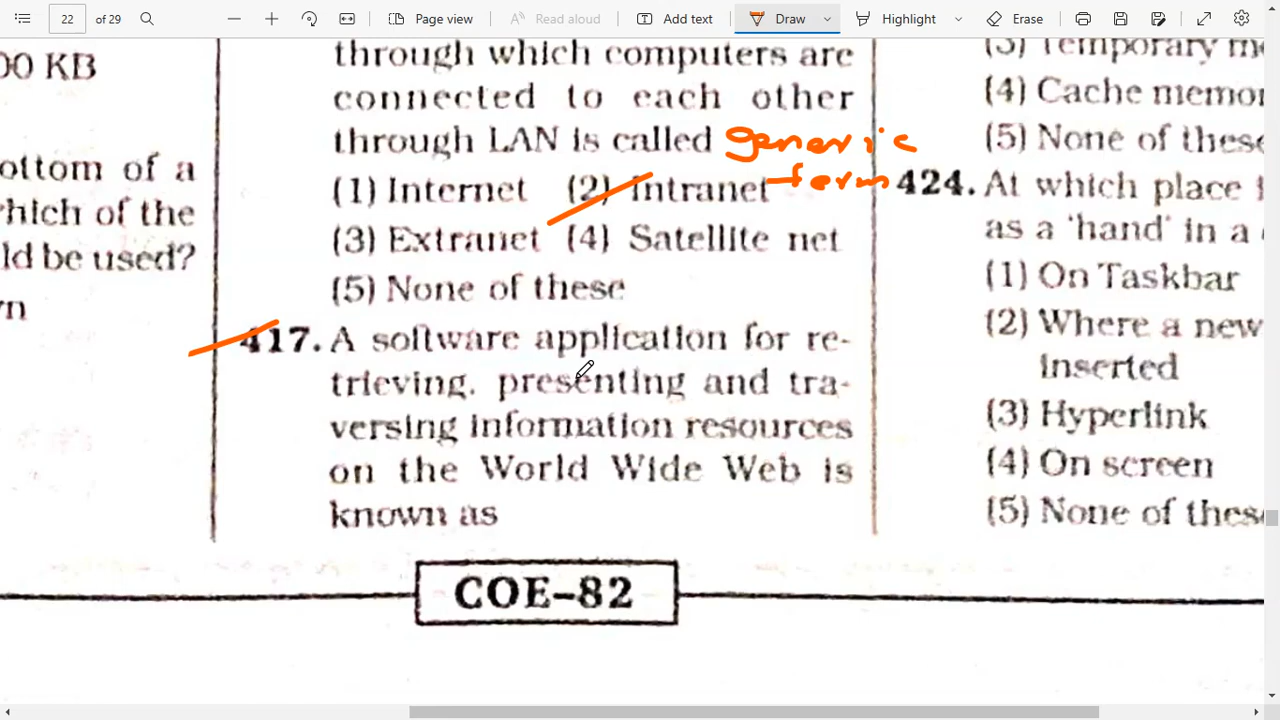 22
of 29
Page view
Read aloud
Add text
Draw
Highlight
Erase
00 KB
ottom of a
hich of the
ld be used?
through which computers are
connected to each other
through LAN is called generic
(1) Internet (2) Intranet form
(3) Extranet (4) Satellite net
(5) None of these
417. A software application for re-
trieving, presenting and tra-
versing information resources
on the World Wide Web is
known as
(3) Temporary
(4) Cache memo
(5) None of these
424. At which place
as a 'hand' in a
(1) On Taskbar
(2) Where a new
inserted
(3) Hyperlink
(4) On screen
(5) None of thes
COE–82